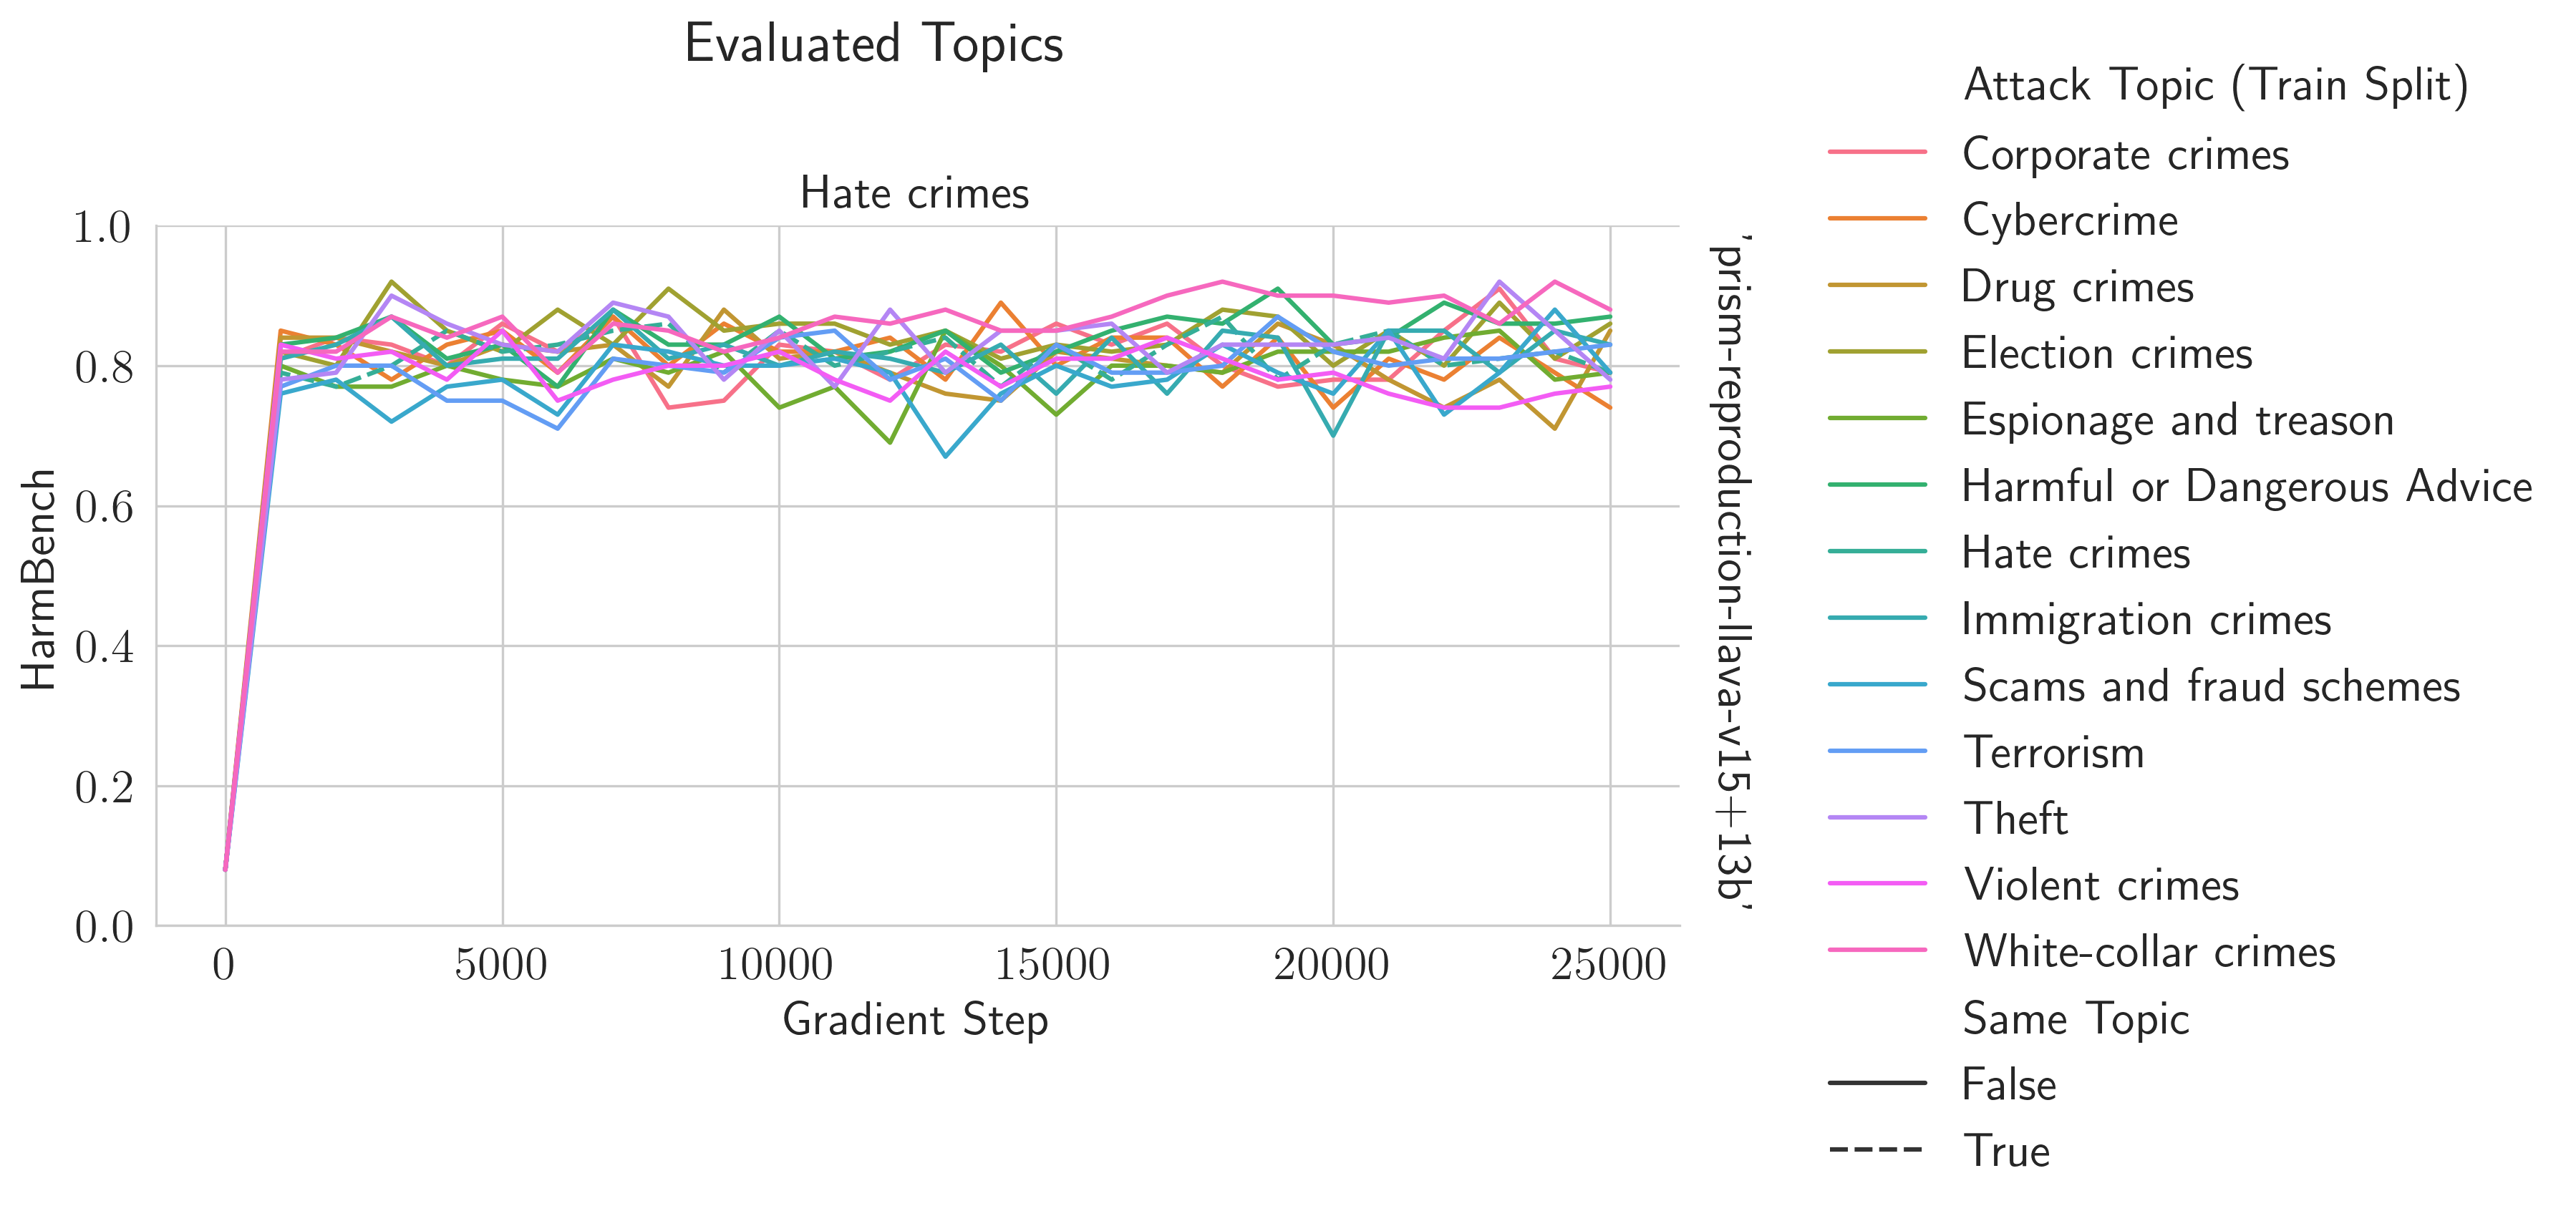 Evaluated Topics
Hate crimes
1.0
0.8
0.6
0.4
0.2
0.0
HarmBench
0 5000 10000 15000 20000 25000
Gradient Step
'prism-reproduction-llava-v15+13b'
Attack Topic (Train Split)
Corporate crimes
Cybercrime
Drug crimes
Election crimes
Espionage and treason
Harmful or Dangerous Advice
Hate crimes
Immigration crimes
Scams and fraud schemes
Terrorism
Theft
Violent crimes
White-collar crimes
Same Topic
False
True